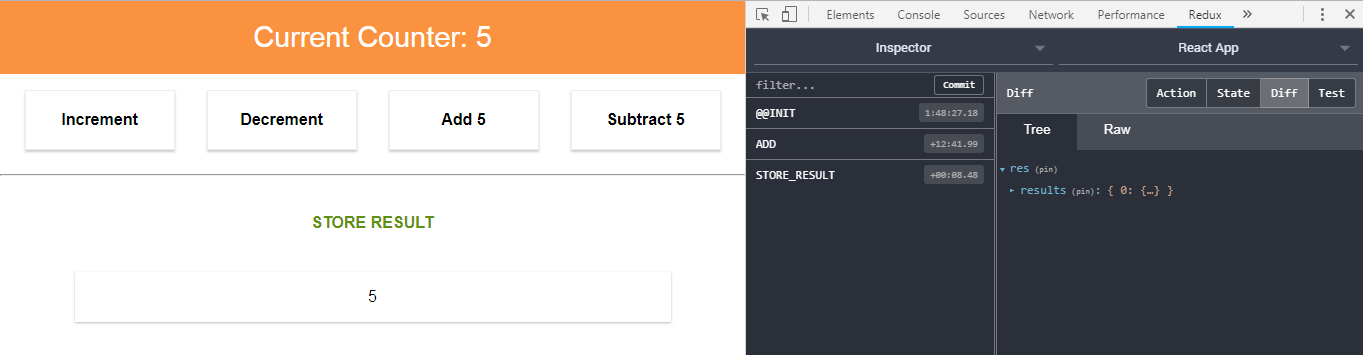 Current Counter: 5
Increment Decrement Add 5 Subtract 5
STORE RESULT
5
Elements Console Sources Network Performance Redux
Inspector React App
filter... Commit
@@INIT 1:48:27.18
ADD +12:41.99
STORE_RESULT +00:08.48
Diff Action State Diff Test
Tree Raw
res (pin)
results (pin): { 0: {…} }